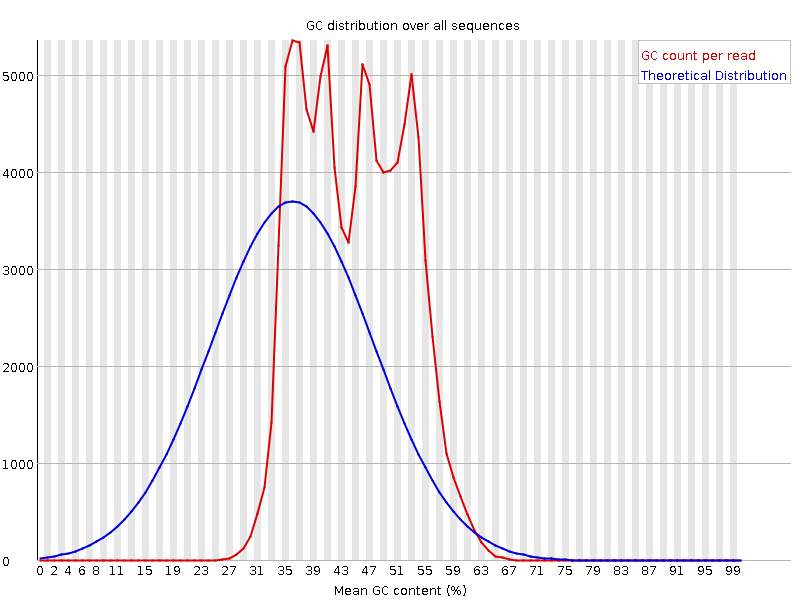 GC distribution over all sequences
GC count per read
Theoretical Distribution
5000
4000
3000
2000
1000
0
0 2 4 6 8 11 15 19 23 27 31 35 39 43 47 51 55 59 63 67 71 75 79 83 87 91 95 99
Mean GC content (%)